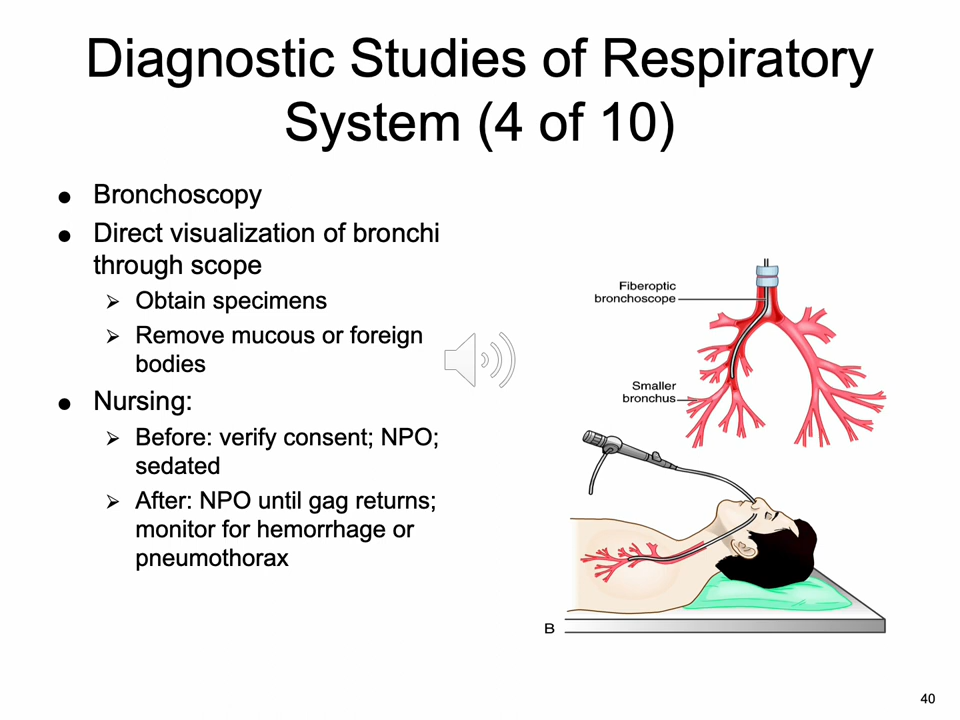 Diagnostic Studies of Respiratory
System (4 of 10)
● Bronchoscopy
● Direct visualization of bronchi
through scope
➢ Obtain specimens
➢ Remove mucous or foreign
bodies
● Nursing:
➢ Before: verify consent; NPO;
sedated
➢ After: NPO until gag returns;
monitor for hemorrhage or
pneumothorax
Fiberoptic
bronchoscope
Smaller
bronchus
B
40